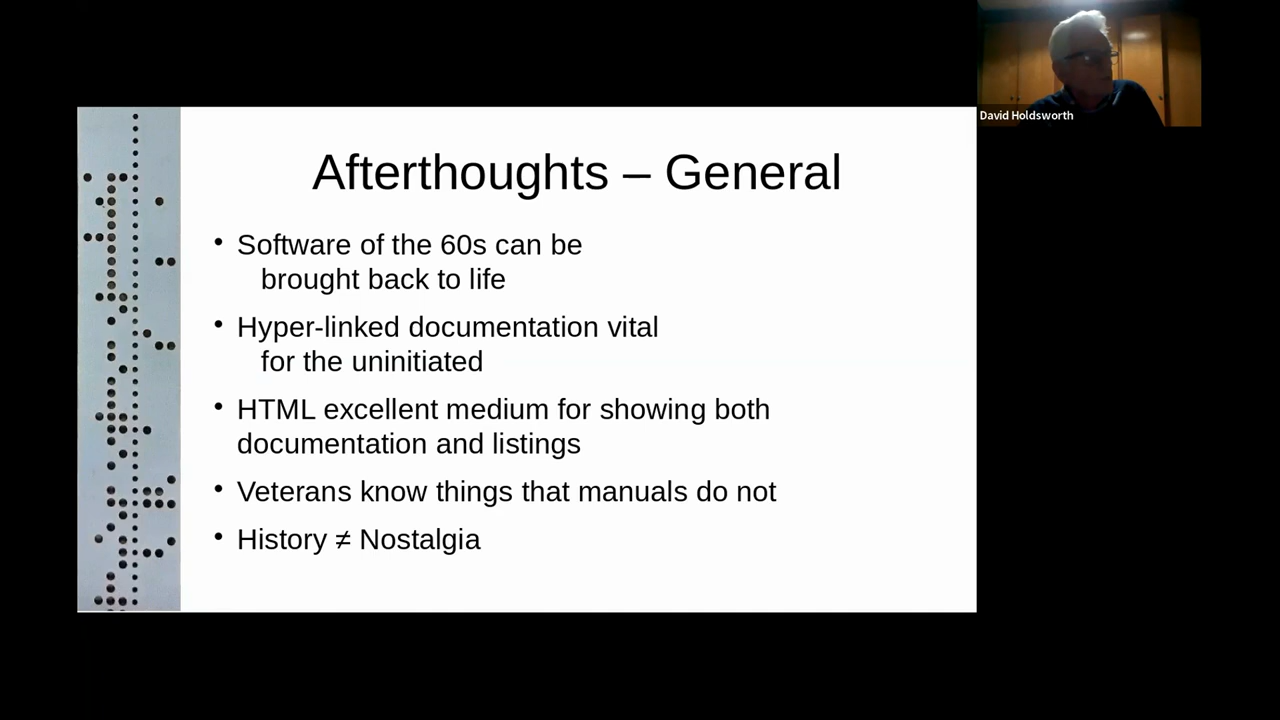 Afterthoughts – General
• Software of the 60s can be
brought back to life
• Hyper-linked documentation vital
for the uninitiated
• HTML excellent medium for showing both
documentation and listings
• Veterans know things that manuals do not
• History ≠ Nostalgia
David Holdsworth